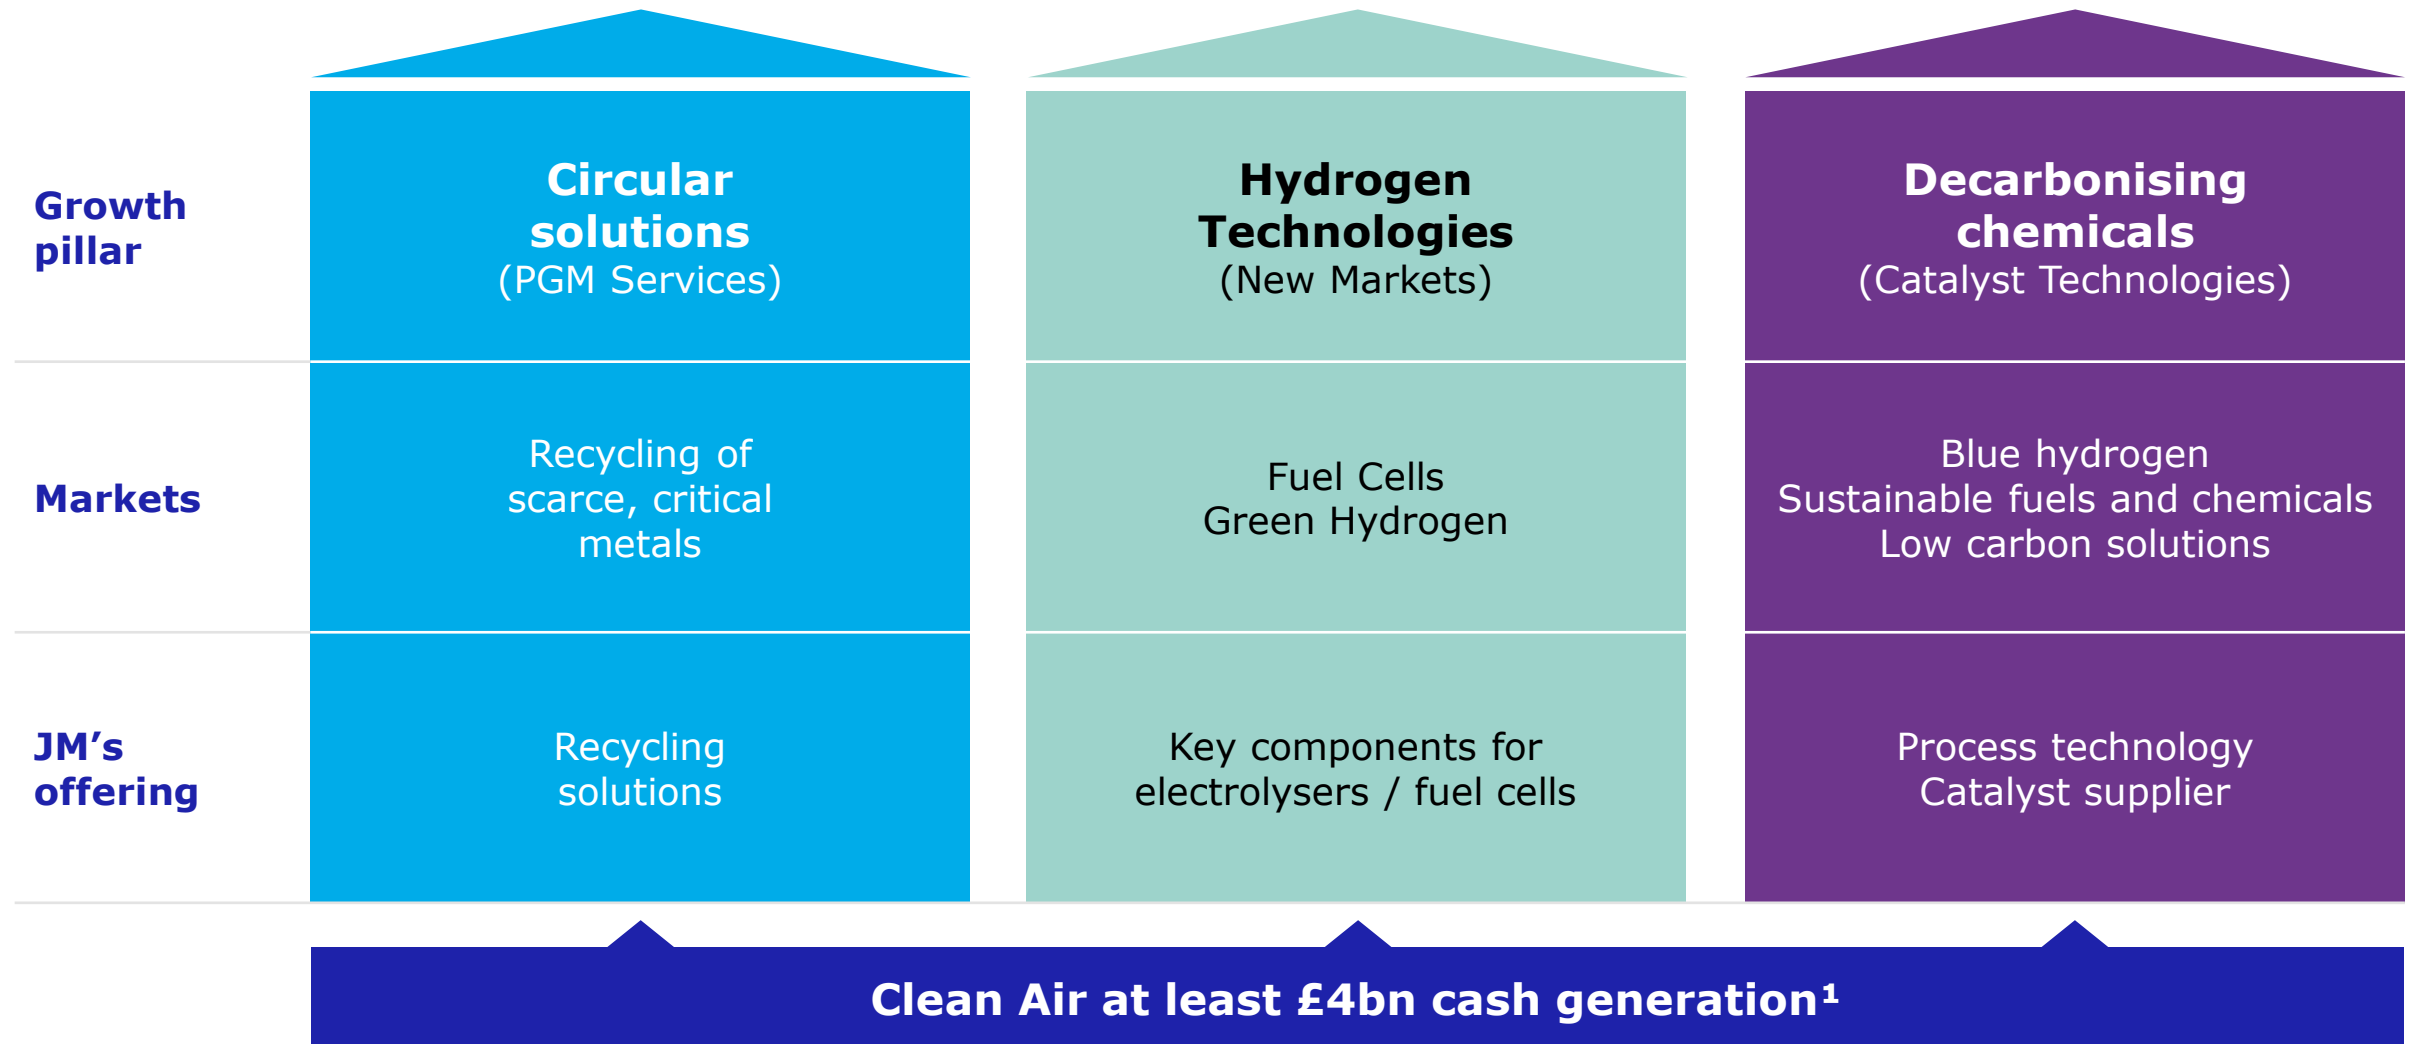 Growth
pillar
Circular
solutions
(PGM Services)
Hydrogen
Technologies
(New Markets)
Decarbonising
chemicals
(Catalyst Technologies)
Markets
Recycling of
scarce, critical
metals
Fuel Cells
Green Hydrogen
Blue hydrogen
Sustainable fuels and chemicals
Low carbon solutions
JM’s
offering
Recycling
solutions
Key components for
electrolysers / fuel cells
Process technology
Catalyst supplier
Clean Air at least £4bn cash generation¹